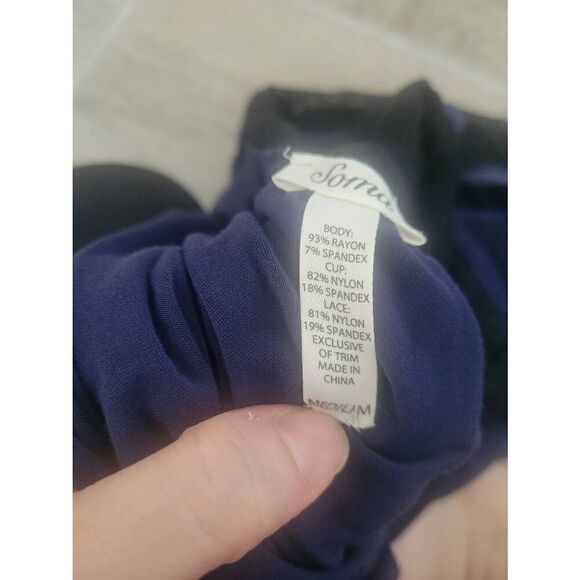 Soma
BODY:
93% RAYON
7% SPANDEX
CUP:
82% NYLON
18% SPANDEX
LACE:
81% NYLON
19% SPANDEX
EXCLUSIVE
OF TRIM
MADE IN
CHINA
MEDIUM